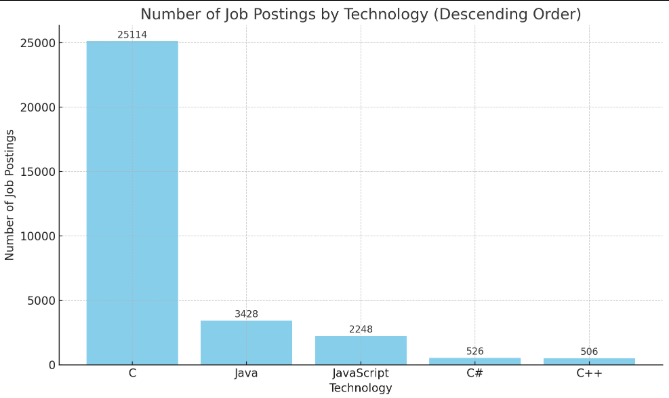 Number of Job Postings by Technology (Descending Order)
25114
25000
20000
15000
10000
5000
0
Number of Job Postings
3428
2248
526
506
C Java JavaScript C# C++
Technology